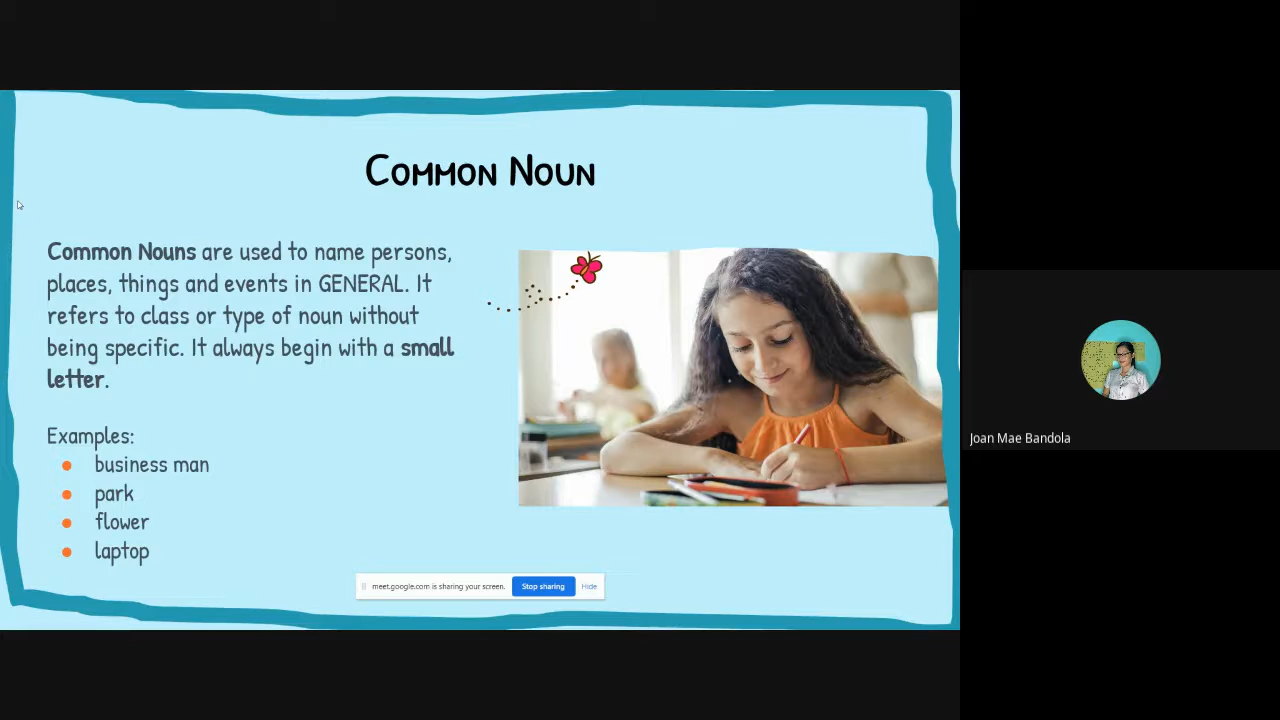 Common Noun
Common Nouns are used to name persons,
places, things and events in GENERAL. It
refers to class or type of noun without
being specific. It always begin with a small
letter.
Examples:
business man
park
flower
laptop
meet.google.com is sharing your screen.
Stop sharing
Hide
Joan Mae Bandola